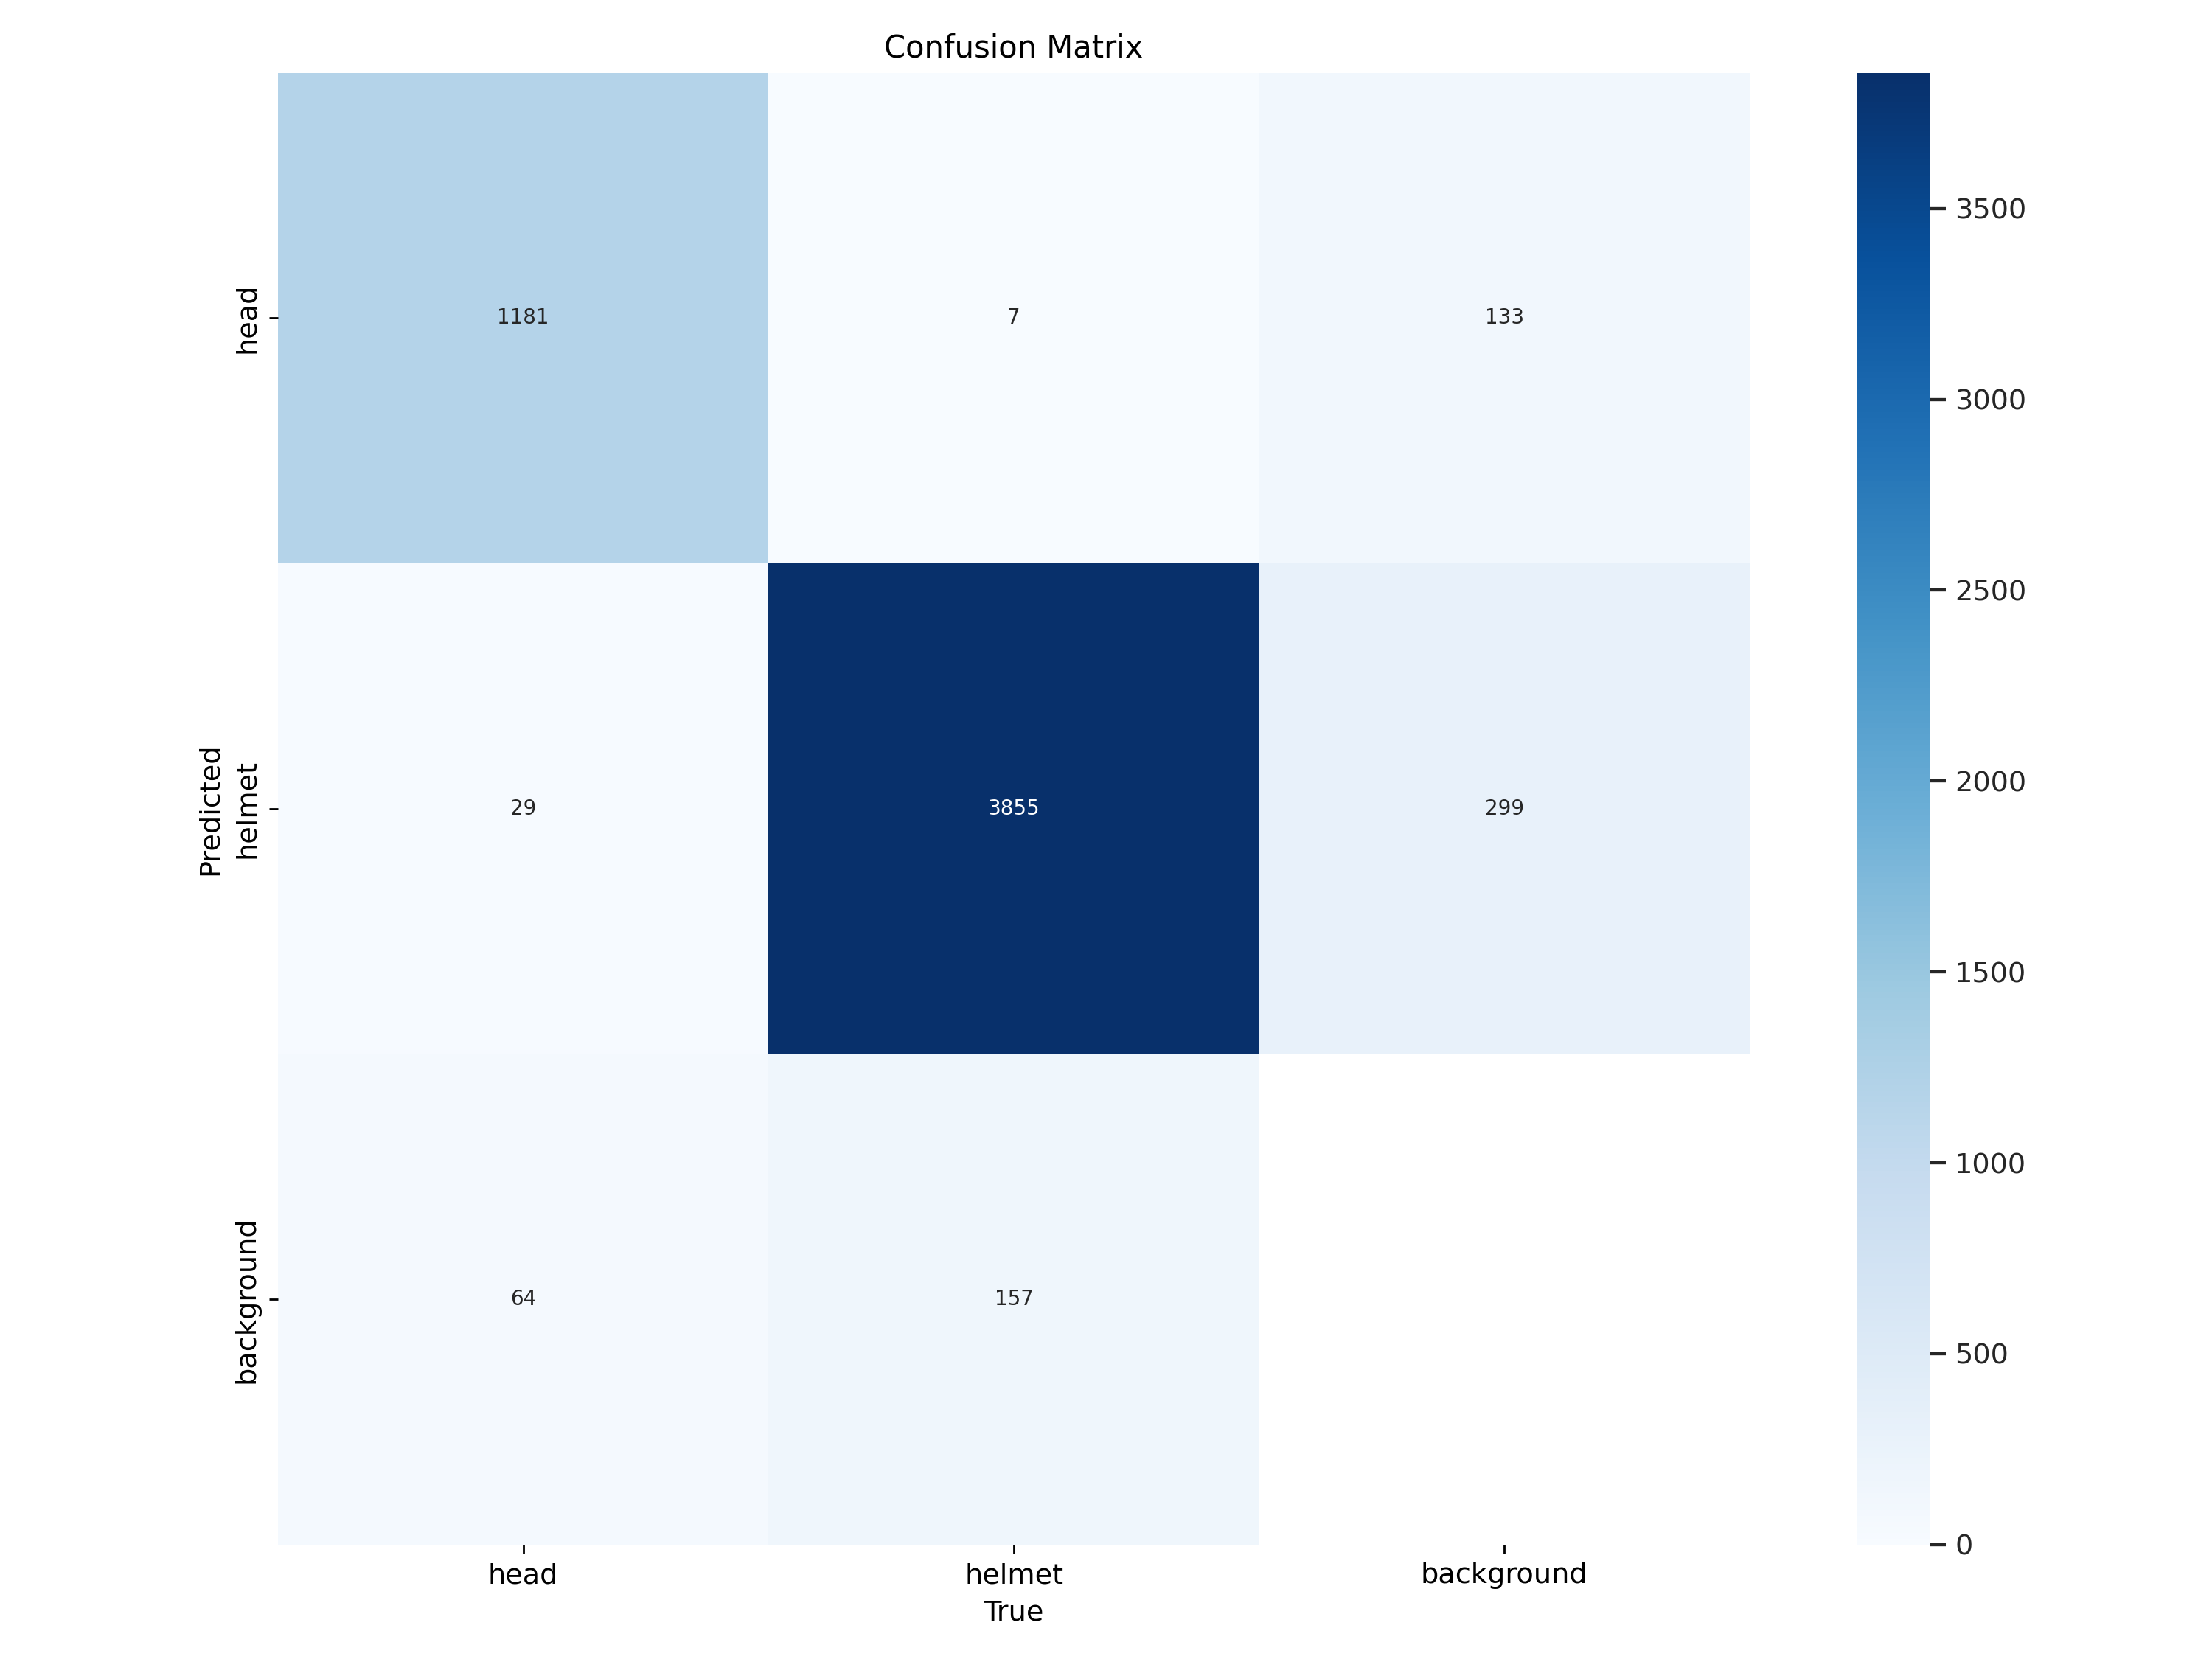 Confusion Matrix
head
1181
7
133
3500
3000
2500
Predicted
helmet
29
3855
299
2000
1500
1000
background
64
157
500
0
head
helmet
background
True